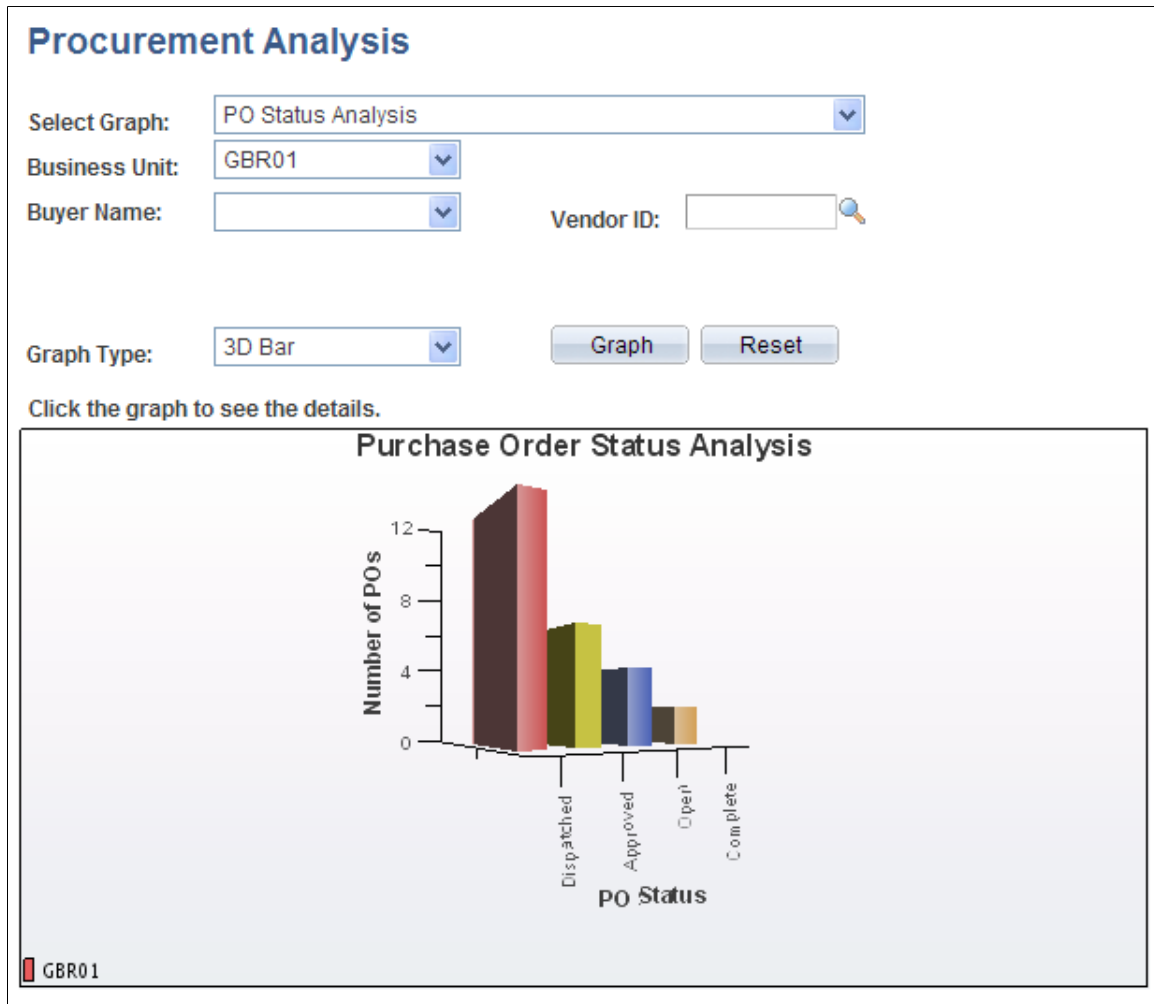 Procurement Analysis
Select Graph: PO Status Analysis
Business Unit: GBR01
Buyer Name: Vendor ID:
Graph Type: 3D Bar Graph Reset
Click the graph to see the details.
Purchase Order Status Analysis
Number of POs
12
8
4
0
Dispatched
Approved
Open
Complete
PO Status
GBR01